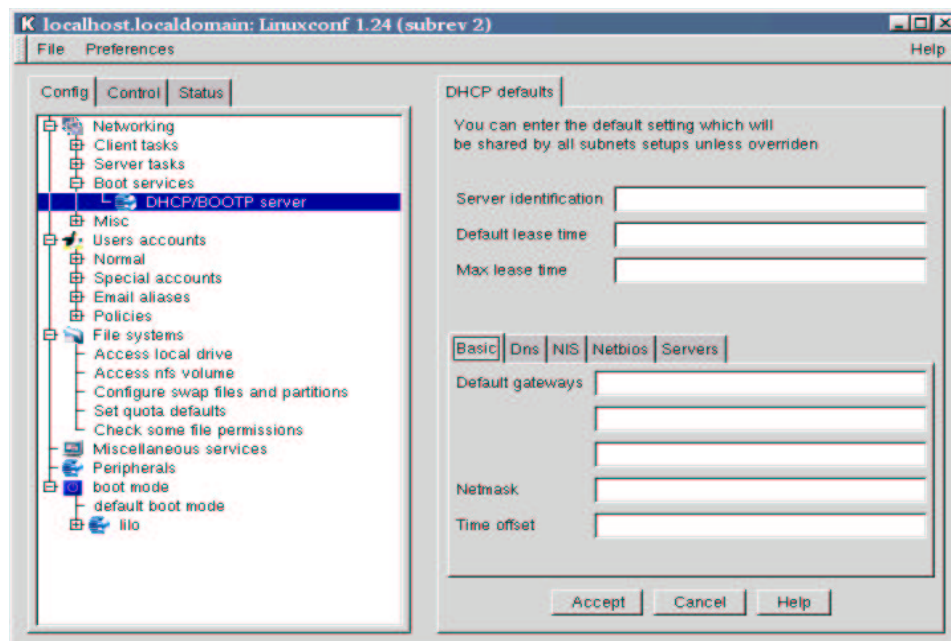 K localhost.localdomain: Linuxconf 1.24 (subrev 2)
File Preferences Help
Config Control Status
Networking
Client tasks
Server tasks
Boot services
DHCP/BOOTP server
Misc
Users accounts
Normal
Special accounts
Email aliases
Policies
File systems
Access local drive
Access nfs volume
Configure swap files and partitions
Set quota defaults
Check some file permissions
Miscellaneous services
Peripherals
boot mode
default boot mode
lilo
DHCP defaults
You can enter the default setting which will
be shared by all subnets setups unless overriden
Server identification
Default lease time
Max lease time
Basic Dns NIS Netbios Servers
Default gateways
Netmask
Time offset
Accept Cancel Help